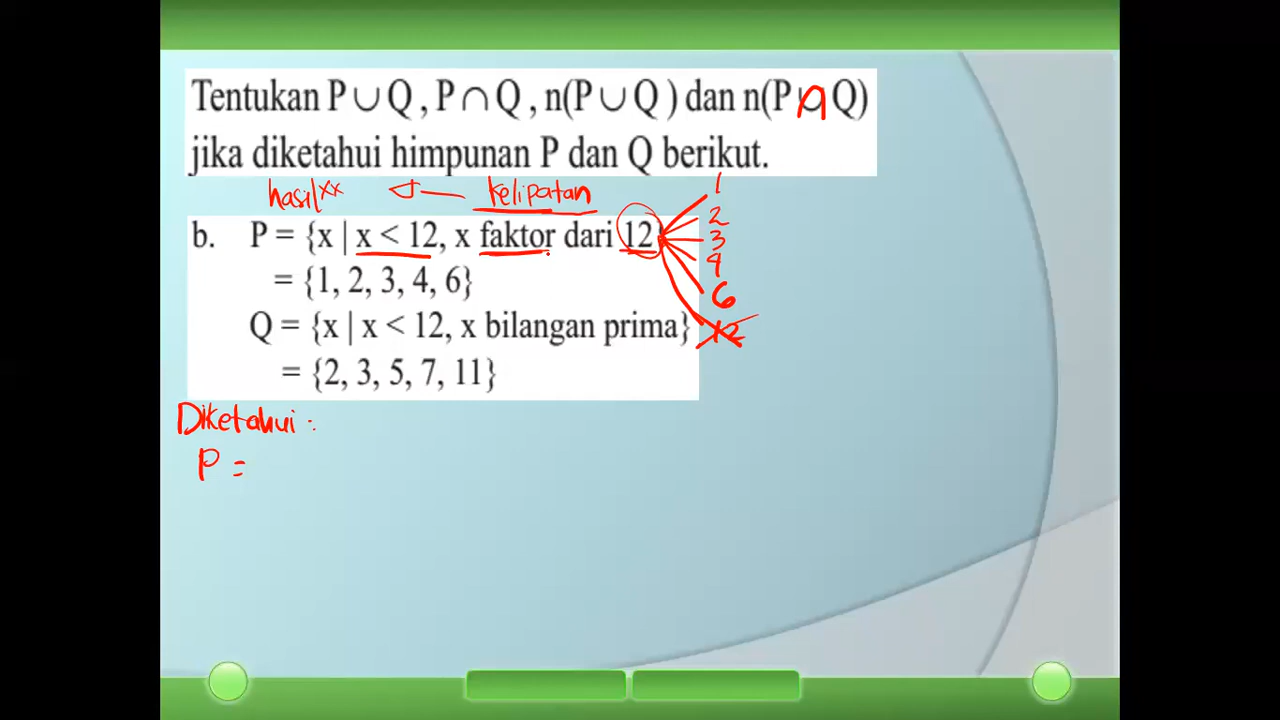 Tentukan P ∪ Q , P ∩ Q , n(P ∪ Q ) dan n(P ∩ Q)
jika diketahui himpunan P dan Q berikut.
hasil xx ← kelipatan
b. P = {x | x < 12, x faktor dari 12}
1
2
3
4
6
12
= {1, 2, 3, 4, 6}
Q = {x | x < 12, x bilangan prima}
= {2, 3, 5, 7, 11}
Diketahui :
P =